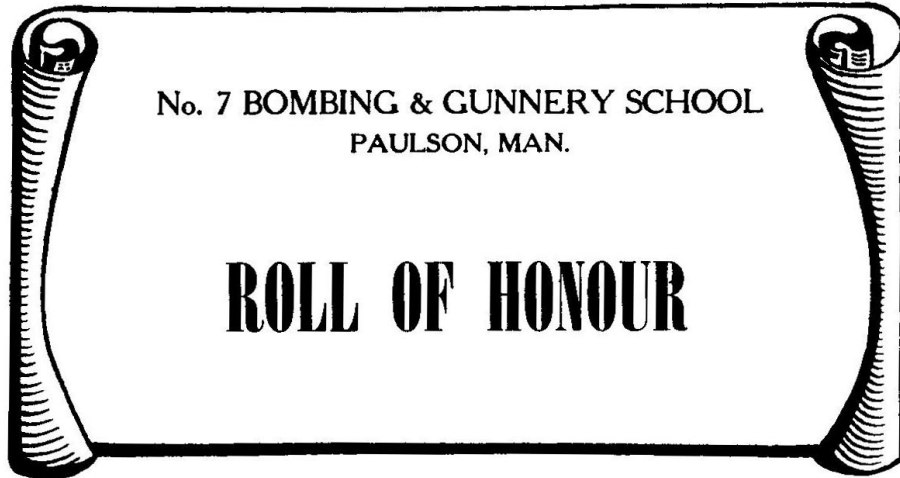 No. 7 BOMBING & GUNNERY SCHOOL
PAULSON, MAN.
ROLL OF HONOUR